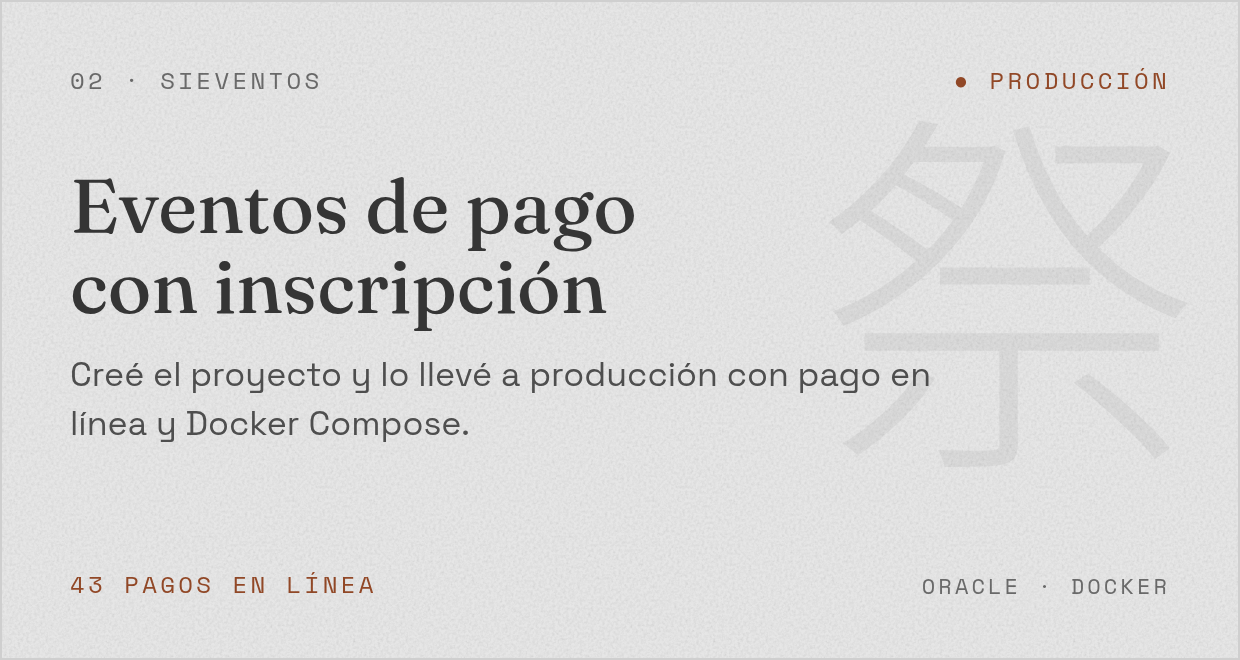 02 · SIEVENTOS
• PRODUCCIÓN
祭
Eventos de pago
con inscripción
Creé el proyecto y lo llevé a producción con pago en
línea y Docker Compose.
43 PAGOS EN LÍNEA
ORACLE · DOCKER